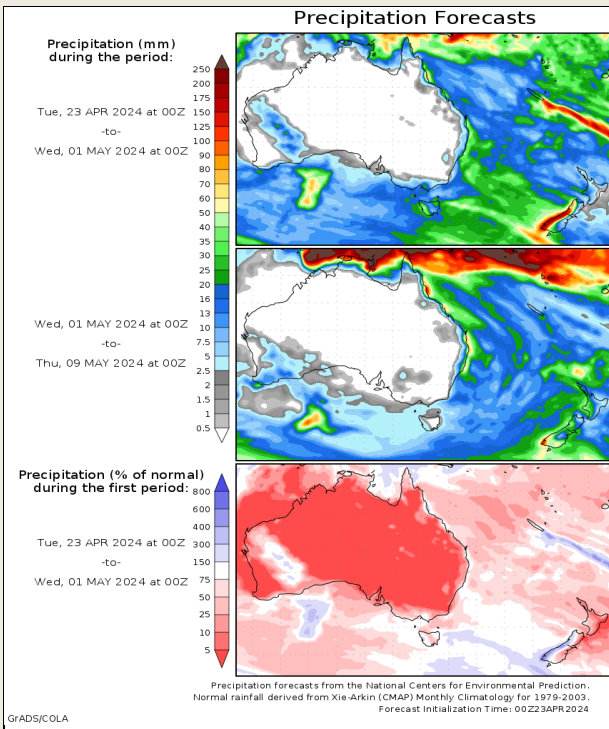 Precipitation Forecasts
Precipitation (mm)
during the period:
Tue, 23 APR 2024 at 00Z
-to-
Wed, 01 MAY 2024 at 00Z
250
200
175
150
125
100
90
80
70
60
50
40
35
30
25
20
16
13
10
7.5
5
2.5
2
1.5
1
0.5
Wed, 01 MAY 2024 at 00Z
-to-
Thu, 09 MAY 2024 at 00Z
Precipitation (% of normal)
during the first period:
Tue, 23 APR 2024 at 00Z
-to-
Wed, 01 MAY 2024 at 00Z
800
600
400
300
150
75
50
25
10
5
Precipitation forecasts from the National Centers for Environmental Prediction.
Normal rainfall derived from Xie-Arkin (CMAP) Monthly Climatology for 1979-2003.
Forecast Initialization Time: 00Z23APR2024
GrADS/COLA